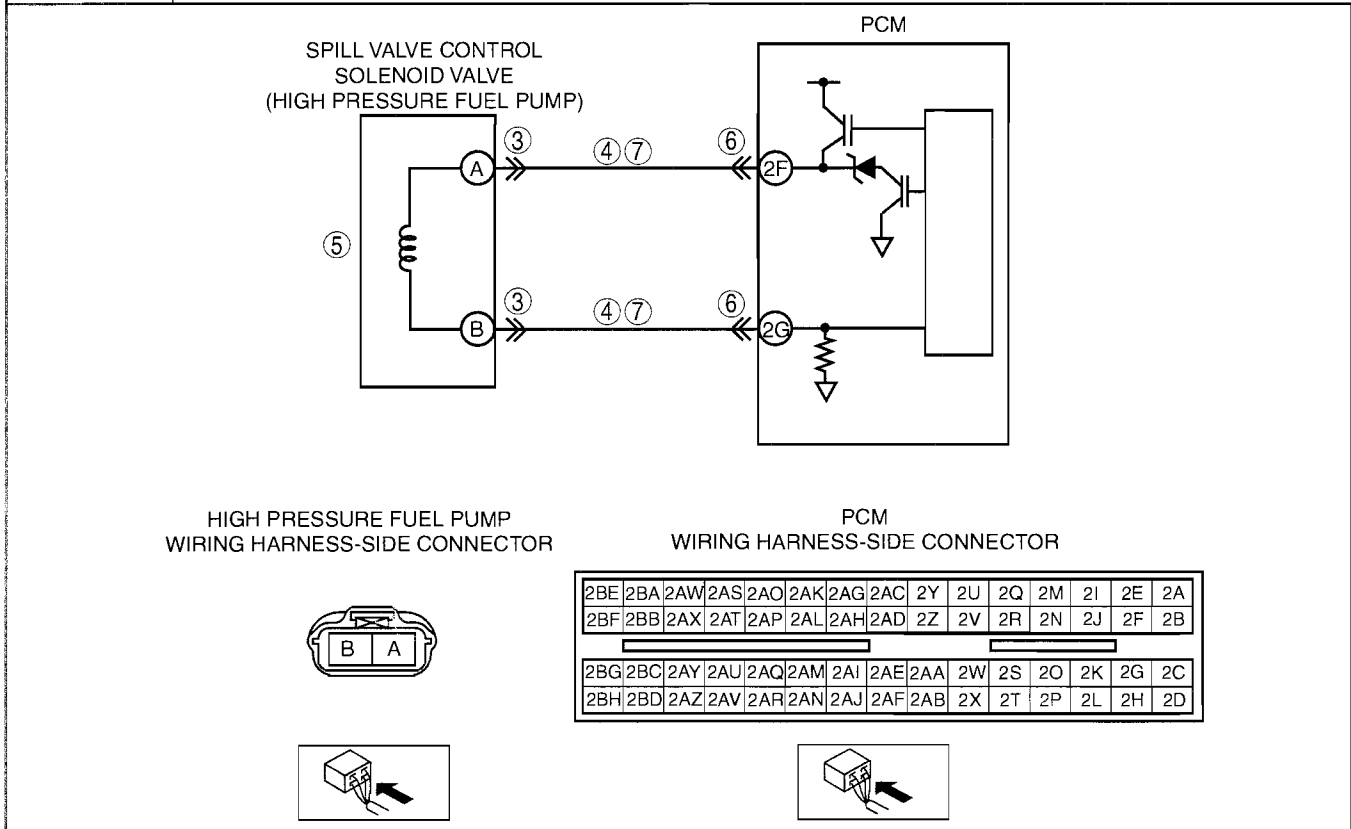 PCM
SPILL VALVE CONTROL
SOLENOID VALVE
(HIGH PRESSURE FUEL PUMP)
A ③ ④⑦ ⑥ 2F
⑤
B ③ ④⑦ ⑥ 2G
HIGH PRESSURE FUEL PUMP
WIRING HARNESS-SIDE CONNECTOR
B A
PCM
WIRING HARNESS-SIDE CONNECTOR
2BE 2BA 2AW 2AS 2AO 2AK 2AG 2AC 2Y 2U 2Q 2M 2I 2E 2A
2BF 2BB 2AX 2AT 2AP 2AL 2AH 2AD 2Z 2V 2R 2N 2J 2F 2B
2BG 2BC 2AY 2AU 2AQ 2AM 2AI 2AE 2AA 2W 2S 2O 2K 2G 2C
2BH 2BD 2AZ 2AV 2AR 2AN 2AJ 2AF 2AB 2X 2T 2P 2L 2H 2D